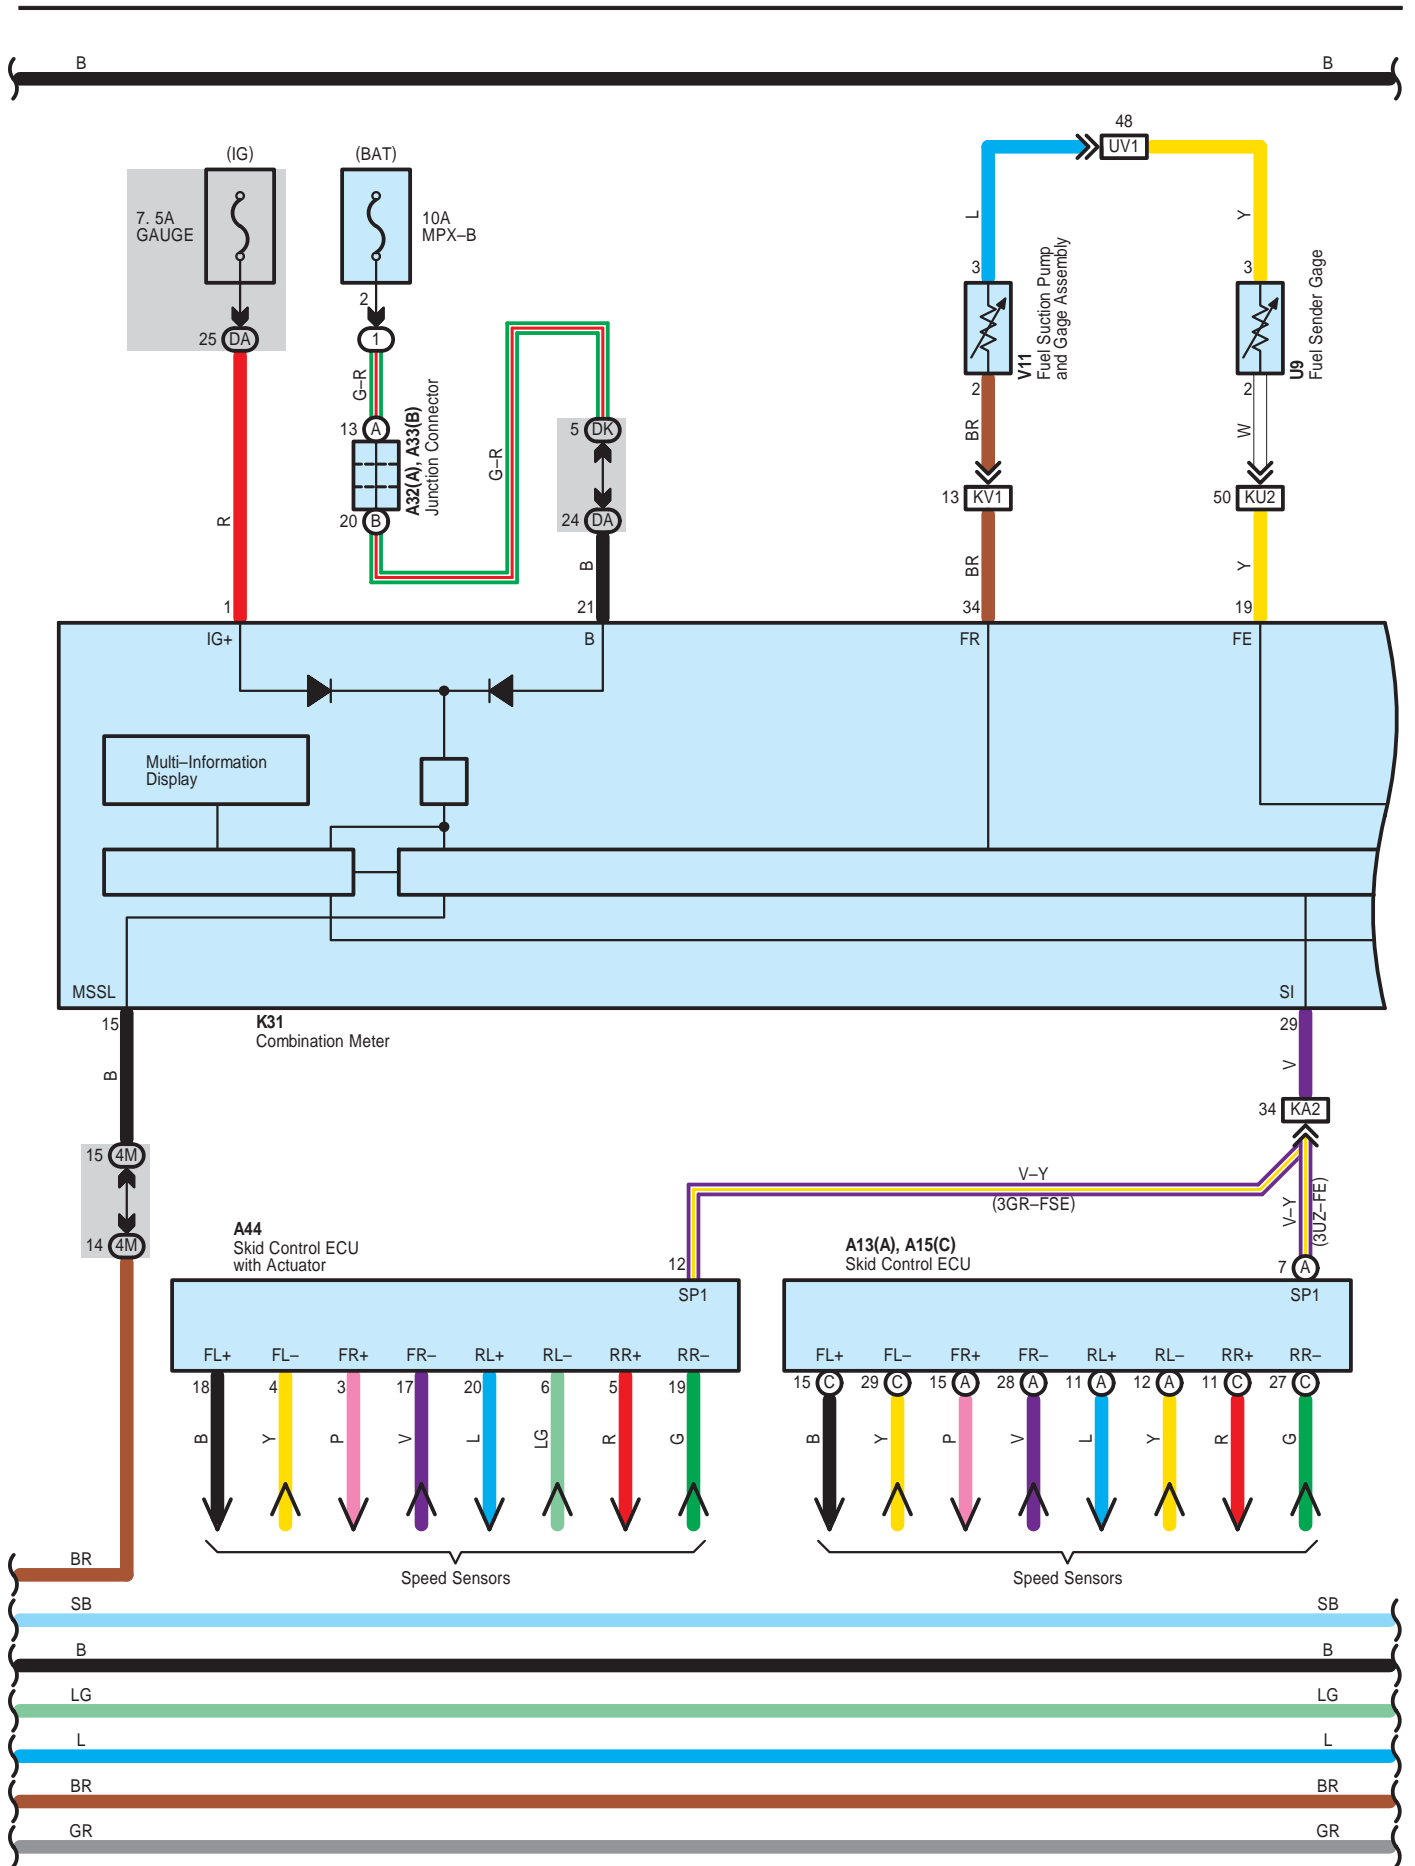 B
B
(IG)
(BAT)
48
UV1
7. 5A
GAUGE
10A
MPX–B
L
Y
25 DA
2
1
3
V11
Fuel Suction Pump
and Gage Assembly
3
U9
Fuel Sender Gage
G–R
13 A
A32(A), A33(B)
Junction Connector
20 B
G–R
5 DK
24 DA
2
BR
13 KV1
2
W
50 KU2
R
B
BR
Y
1
21
34
19
IG+
B
FR
FE
Multi–Information
Display
MSSL
SI
15
K31
Combination Meter
29
B
V
34 KA2
15 4M
14 4M
V–Y
(3GR–FSE)
V–Y
(3UZ–FE)
A44
Skid Control ECU
with Actuator
12
A13(A), A15(C)
Skid Control ECU
7 A
SP1
SP1
FL+ FL– FR+ FR– RL+ RL– RR+ RR–
FL+ FL– FR+ FR– RL+ RL– RR+ RR–
18 4 3 17 20 6 5 19
15 C 29 C 15 A 28 A 11 A 12 A 11 C 27 C
B Y P V L LG R G
B Y P V L Y R G
Speed Sensors
Speed Sensors
BR
SB
SB
B
B
LG
LG
L
L
BR
BR
GR
GR